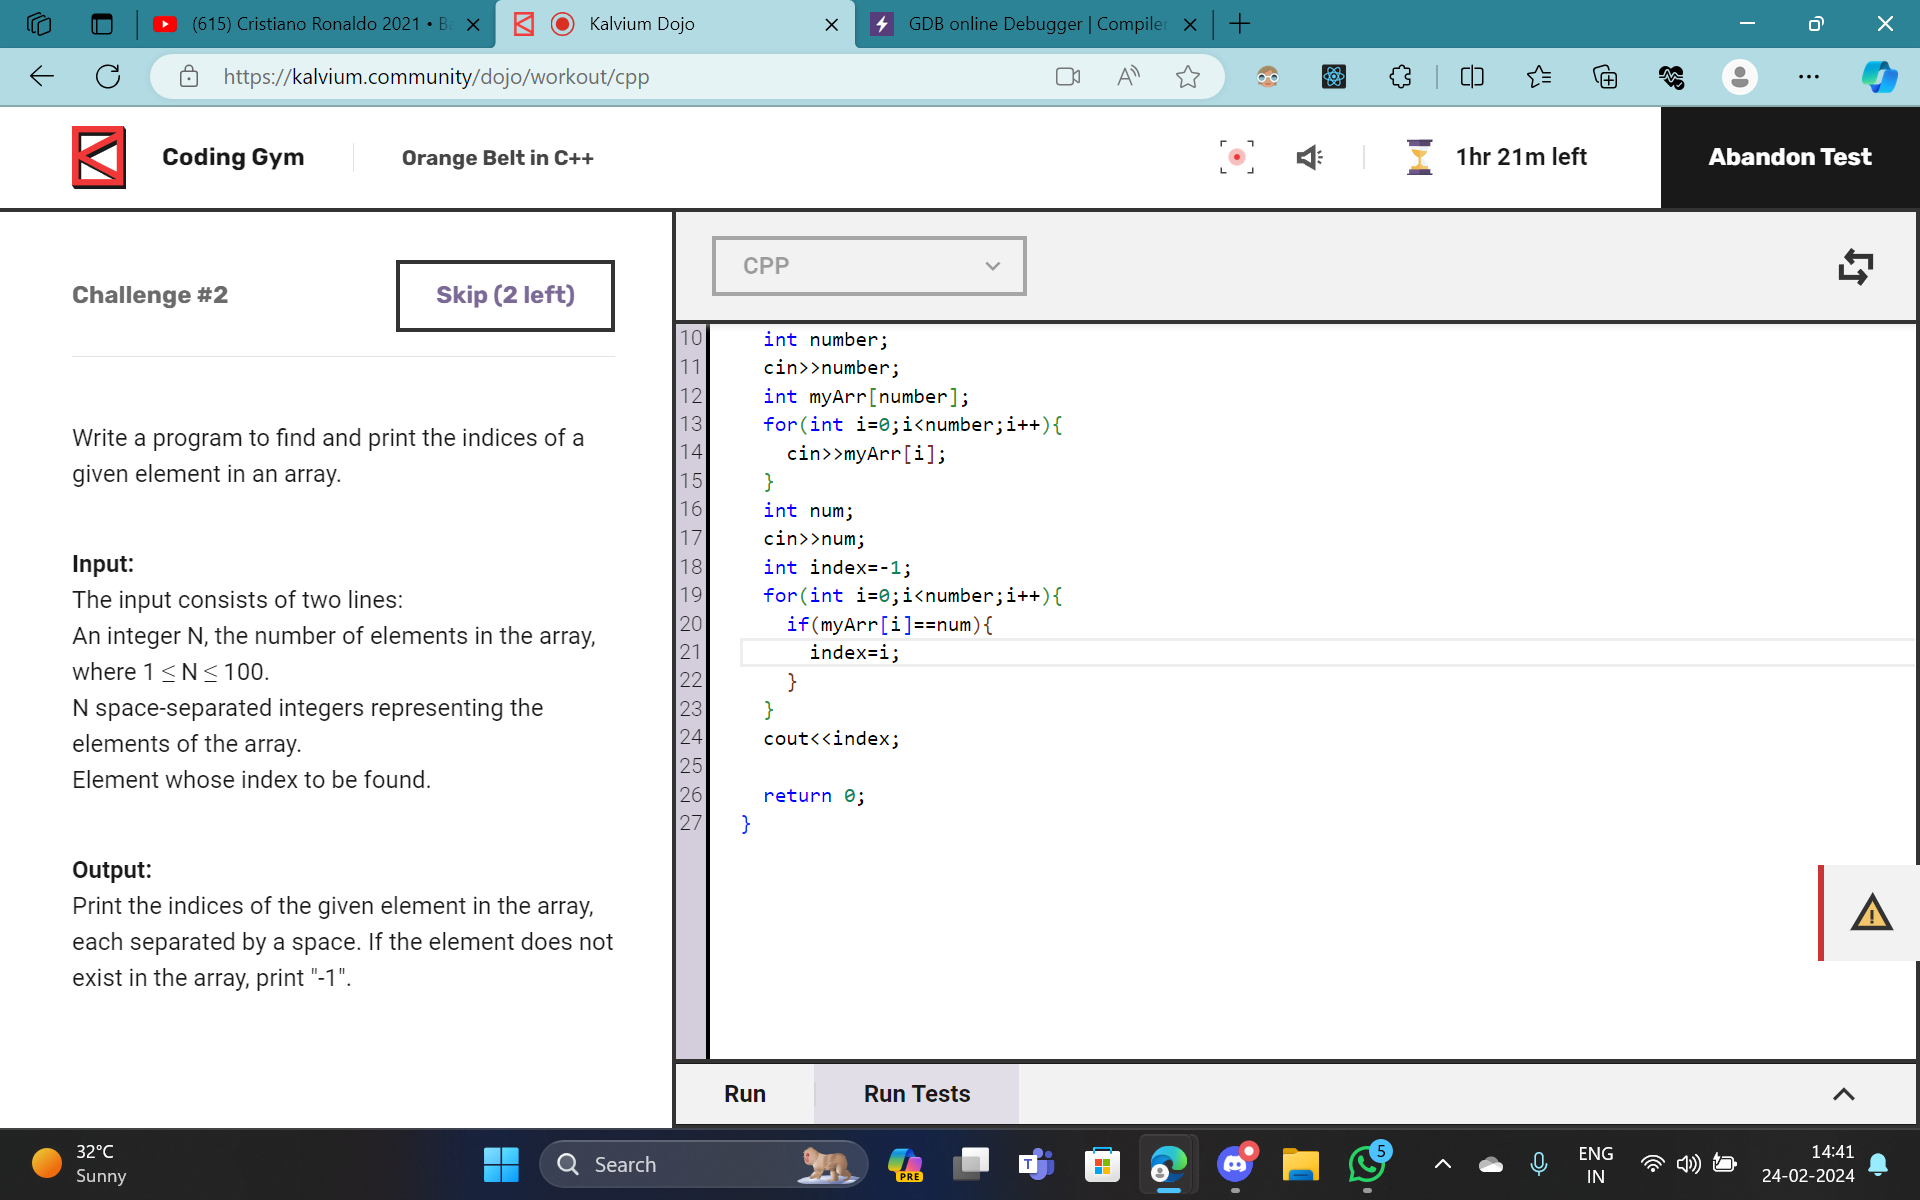 (615) Cristiano Ronaldo 2021 •
Kalvium Dojo
GDB online Debugger | Compiler
https://kalvium.community/dojo/workout/cpp
Coding Gym
Orange Belt in C++
1hr 21m left
Abandon Test
Challenge #2
Skip (2 left)
Write a program to find and print the indices of a
given element in an array.
Input:
The input consists of two lines:
An integer N, the number of elements in the array,
where 1 ≤ N ≤ 100.
N space-separated integers representing the
elements of the array.
Element whose index to be found.
Output:
Print the indices of the given element in the array,
each separated by a space. If the element does not
exist in the array, print "-1".
CPP
10 int number;
11 cin>>number;
12 int myArr[number];
13 for(int i=0;i<number;i++){
14 cin>>myArr[i];
15 }
16 int num;
17 cin>>num;
18 int index=-1;
19 for(int i=0;i<number;i++){
20 if(myArr[i]==num){
21 index=i;
22 }
23 }
24 cout<<index;
25
26 return 0;
27 }
Run
Run Tests
32°C
Sunny
Search
PRE
T
5
ENG
IN
14:41
24-02-2024